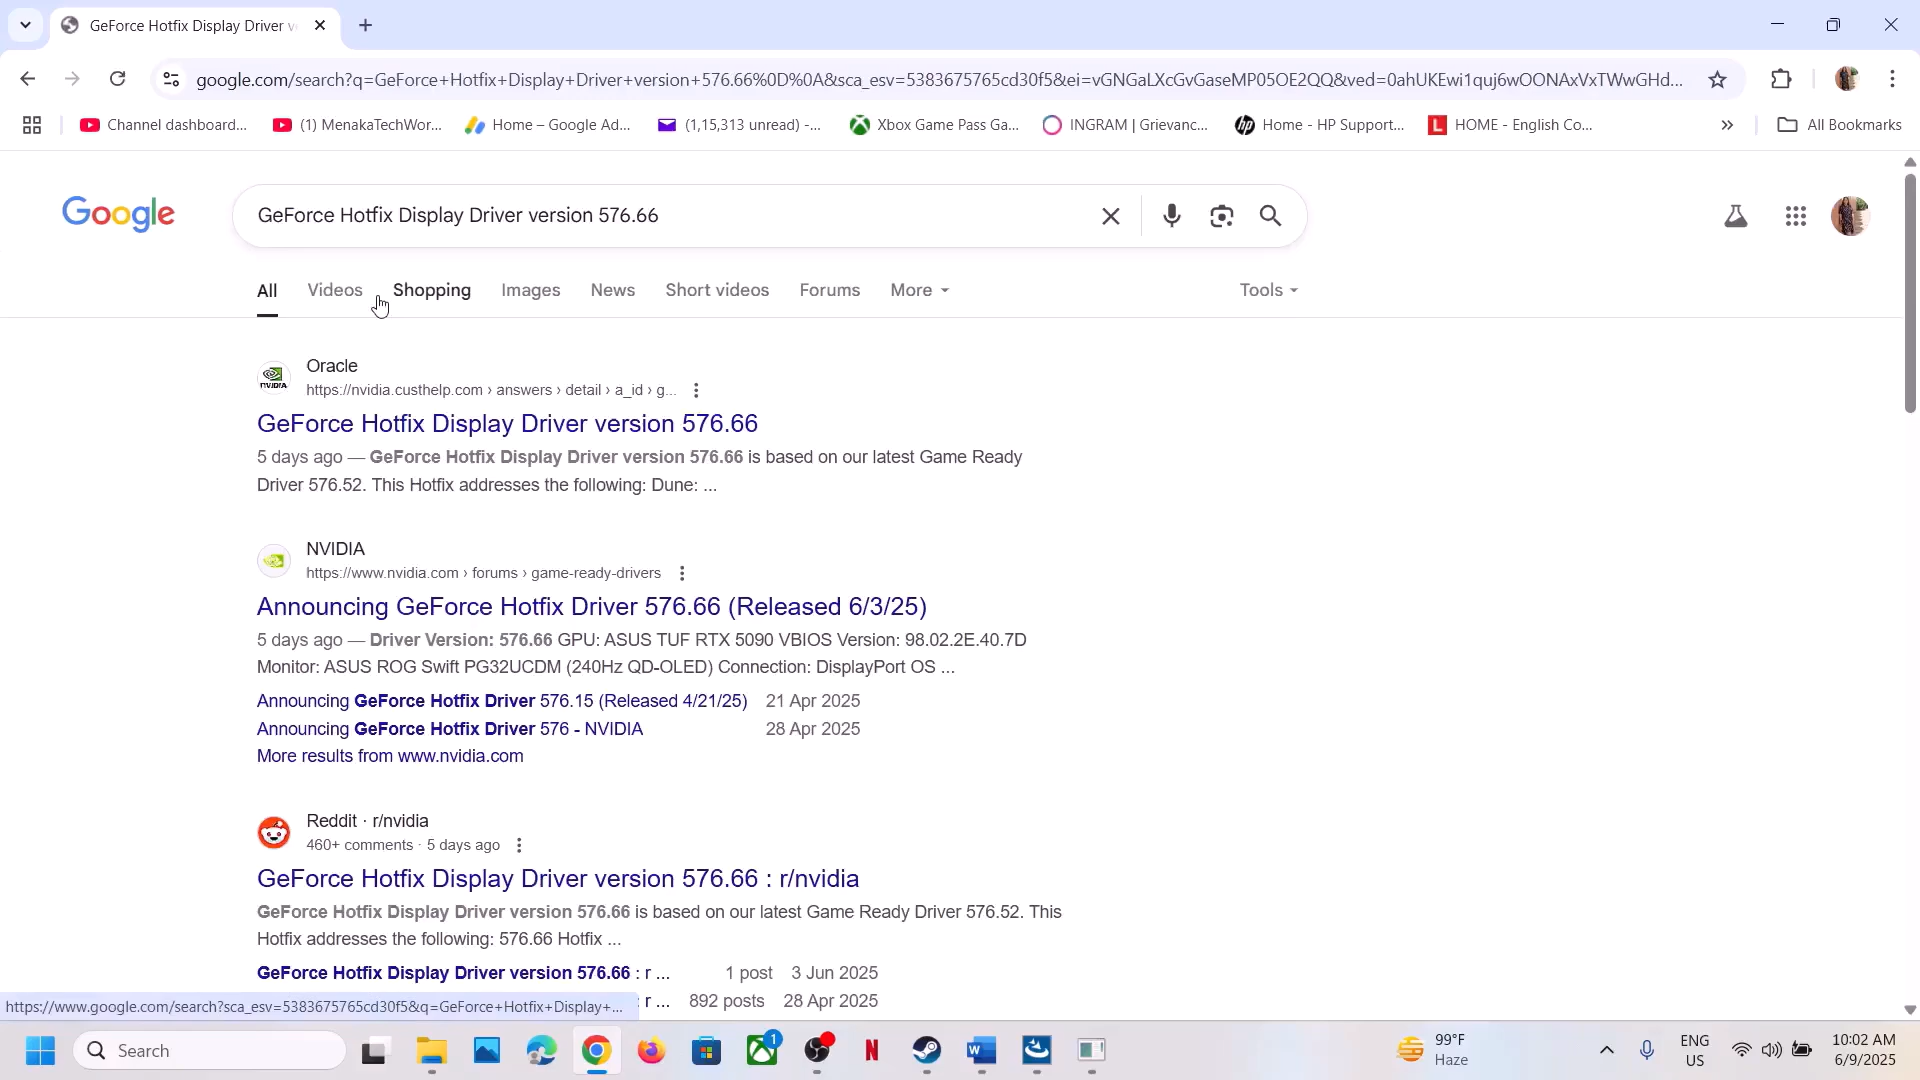 GeForce Hotfix Display Driver v
google.com/search?q=GeForce+Hotfix+Display+Driver+version+576.66%0D%0A&sca_esv=5383675765cd30f5&ei=vGNGaLXcGvGaseMP05OE2QQ&ved=0ahUKEwi1quj6wOONAxVxTWwGHd...
Channel dashboard...
(1) MenakaTechWor...
Home – Google Ad...
(1,15,313 unread) -...
Xbox Game Pass Ga...
INGRAM | Grievanc...
Home - HP Support...
HOME - English Co...
All Bookmarks
Google
GeForce Hotfix Display Driver version 576.66
All Videos Shopping Images News Short videos Forums More Tools
Oracle
https://nvidia.custhelp.com › answers › detail › a_id › g...
GeForce Hotfix Display Driver version 576.66
5 days ago — GeForce Hotfix Display Driver version 576.66 is based on our latest Game Ready
Driver 576.52. This Hotfix addresses the following: Dune: ...
NVIDIA
https://www.nvidia.com › forums › game-ready-drivers
Announcing GeForce Hotfix Driver 576.66 (Released 6/3/25)
5 days ago — Driver Version: 576.66 GPU: ASUS TUF RTX 5090 VBIOS Version: 98.02.2E.40.7D
Monitor: ASUS ROG Swift PG32UCDM (240Hz QD-OLED) Connection: DisplayPort OS ...
Announcing GeForce Hotfix Driver 576.15 (Released 4/21/25) 21 Apr 2025
Announcing GeForce Hotfix Driver 576 - NVIDIA 28 Apr 2025
More results from www.nvidia.com
Reddit · r/nvidia
460+ comments · 5 days ago
GeForce Hotfix Display Driver version 576.66 : r/nvidia
GeForce Hotfix Display Driver version 576.66 is based on our latest Game Ready Driver 576.52. This
Hotfix addresses the following: 576.66 Hotfix ...
GeForce Hotfix Display Driver version 576.66 : r ... 1 post 3 Jun 2025
: r ... 892 posts 28 Apr 2025
https://www.google.com/search?sca_esv=5383675765cd30f5&q=GeForce+Hotfix+Display+...
Search
1
99°F
Haze
ENG
US
10:02 AM
6/9/2025